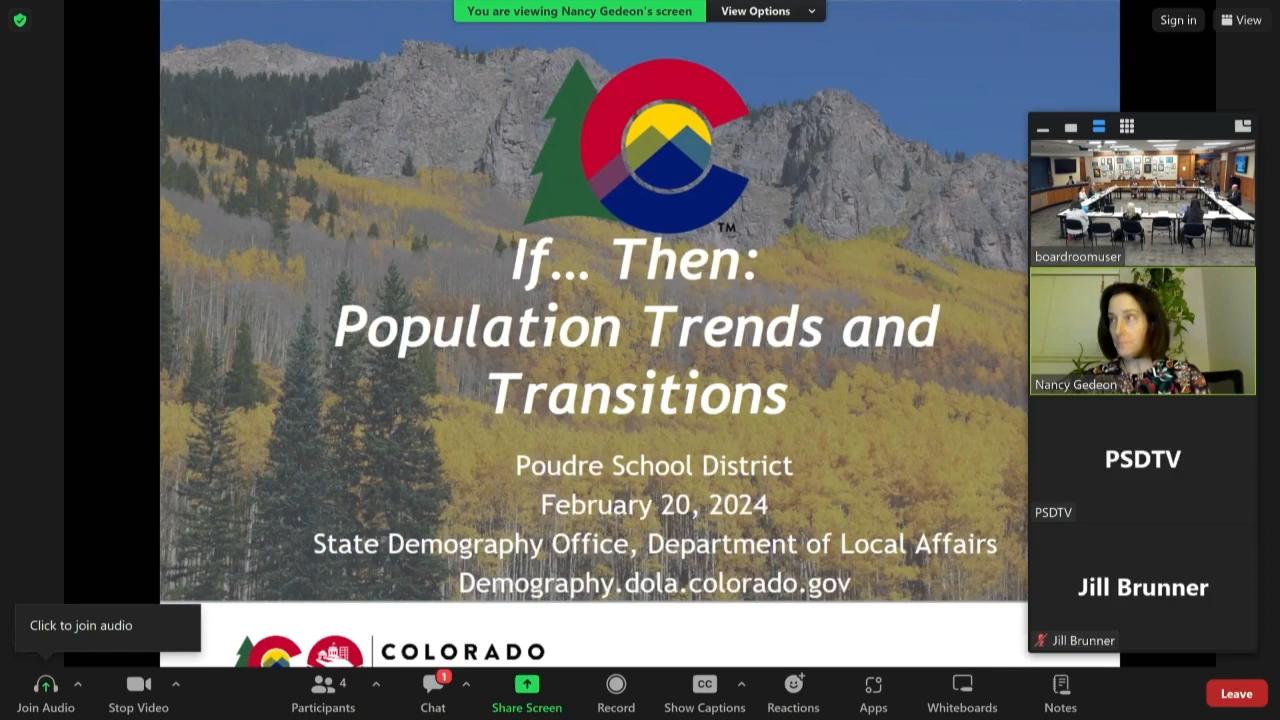 You are viewing Nancy Gedeon's screen
View Options
Sign in
View
TM
If... Then:
Population Trends and
Transitions
Poudre School District
February 20, 2024
State Demography Office, Department of Local Affairs
Demography.dola.colorado.gov
COLORADO
boardroomuser
Nancy Gedeon
PSDTV
PSDTV
Jill Brunner
Jill Brunner
Click to join audio
Join Audio
Stop Video
4
Participants
1
Chat
Share Screen
Record
CC
Show Captions
Reactions
Apps
Whiteboards
Notes
Leave